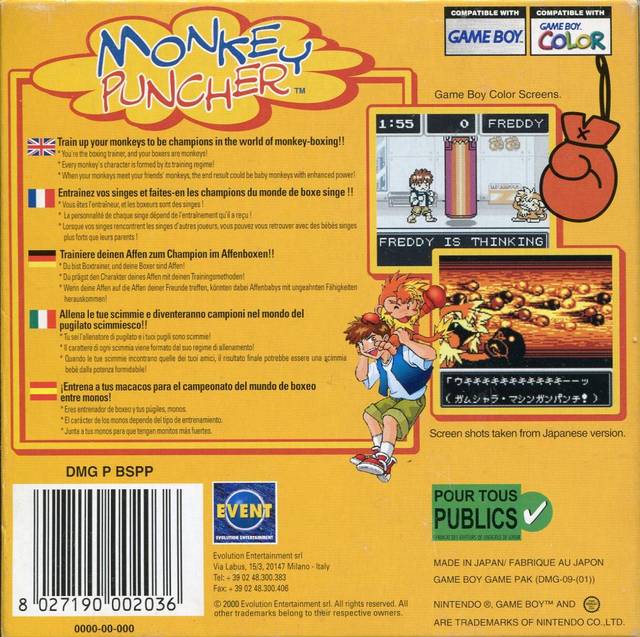 MONKEY
PUNCHER™
COMPATIBLE WITH
GAME BOY
COMPATIBLE WITH
GAME BOY
COLOR
Game Boy Color Screens.
Train up your monkeys to be champions in the world of monkey-boxing!!
* You're the boxing trainer, and your boxers are monkeys!
* Every monkey's character is formed by its training regime!
* When your monkeys meet your friends' monkeys, the end result could be baby monkeys with enhanced power!
Entraînez vos singes et faites-en les champions du monde de boxe singe !!
* Vous êtes l'entraîneur, et les boxeurs sont des singes !
* La personnalité de chaque singe dépend de l'entraînement qu'il a reçu !
* Lorsque vos singes rencontrent les singes d'autres joueurs, vous pouvez vous retrouver avec des bébés singes
plus forts que leurs parents !
Trainiere deinen Affen zum Champion im Affenboxen!!
* Du bist Boxtrainer, und deine Boxer sind Affen!
* Du prägst den Charakter deines Affen mit deinen Trainingsmethoden!
* Wenn deine Affen auf die Affen deiner Freunde treffen, könnten dabei Affenbabys mit ungeahnten Fähigkeiten
herauskommen!
Allena le tue scimmie e diventeranno campioni nel mondo del
pugilato scimmiesco!!
* Tu sei l'allenatore di pugilato e i tuoi pugili sono scimmie!
* Il carattere di ogni scimmia viene formato dal suo regime di allenamento!
* Quando le tue scimmie incontrano quelle dei tuoi amici, il risultato finale potrebbe essere una scimmia
bebè dalla potenza formidabile!
¡Entrena a tus macacos para el campeonato del mundo de boxeo
entre monos!
* Eres entrenador de boxeo y tus púgiles, monos.
* El carácter de los monos depende del tipo de entrenamiento.
* Junta a tus monos para que tengan monitos más fuertes.
1:55
0
FREDDY
FREDDY IS THINKING
「ウキキキキキキキキキキキーーッ
(ガムシャラ・マシンガンパンチ!)
Screen shots taken from Japanese version.
DMG P BSPP
8 027190 002036
0000-00-000
EVENT
EVOLUTION ENTERTAINMENT
Evolution Entertainment srl
Via Labus, 15/3, 20147 Milano - Italy
Tel: + 39 02 48.300.383
Fax: + 39 02 48.300.406
© 2000 Evolution Entertainment srl. All rights reserved. All
other trademarks belong to their respective owners.
POUR TOUS
PUBLICS
MADE IN JAPAN/ FABRIQUE AU JAPON
GAME BOY GAME PAK (DMG-09-(01))
NINTENDO ®, GAME BOY™ AND
ARE TRADEMARKS OF NINTENDO CO.,LTD.